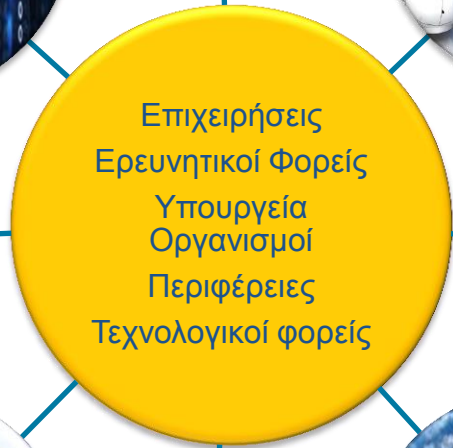 Επιχειρήσεις
Ερευνητικοί Φορείς
Υπουργεία
Οργανισμοί
Περιφέρειες
Τεχνολογικοί φορείς